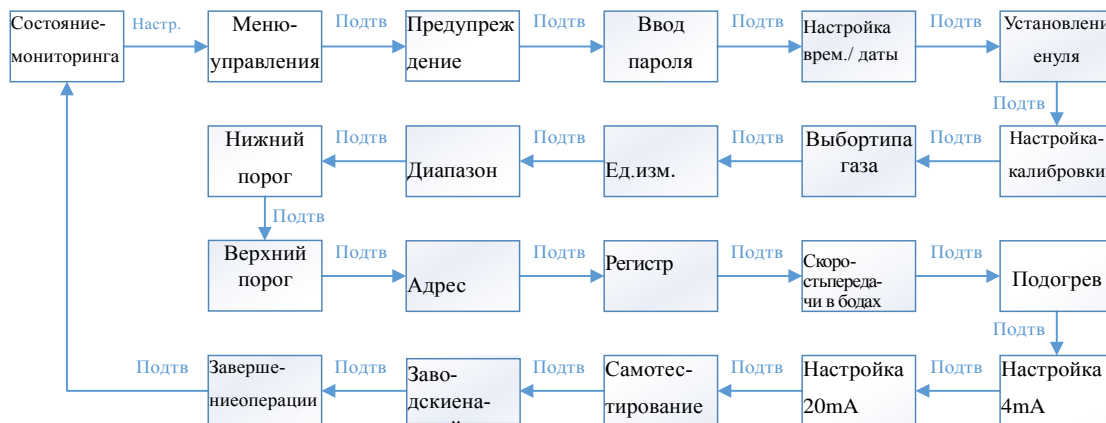 Состояние-
мониторинга
Настр.
Меню-
управления
Подтв
Предупреж
дение
Подтв
Ввод
пароля
Подтв
Настройка
врем./ даты
Подтв
Установлени
енуля
Подтв
Настройка-
калибровки
Подтв
Выбортипа
газа
Подтв
Ед.изм.
Подтв
Диапазон
Подтв
Нижний
порог
Подтв
Верхний
порог
Подтв
Адрес
Подтв
Регистр
Подтв
Скоро-
стьпереда-
чи в бодах
Подтв
Подогрев
Подтв
Настройка
4mA
Подтв
Настройка
20mA
Подтв
Самотес-
тирование
Подтв
Заво-
дскиена-
Подтв
Заверше-
ниеоперации
Подтв